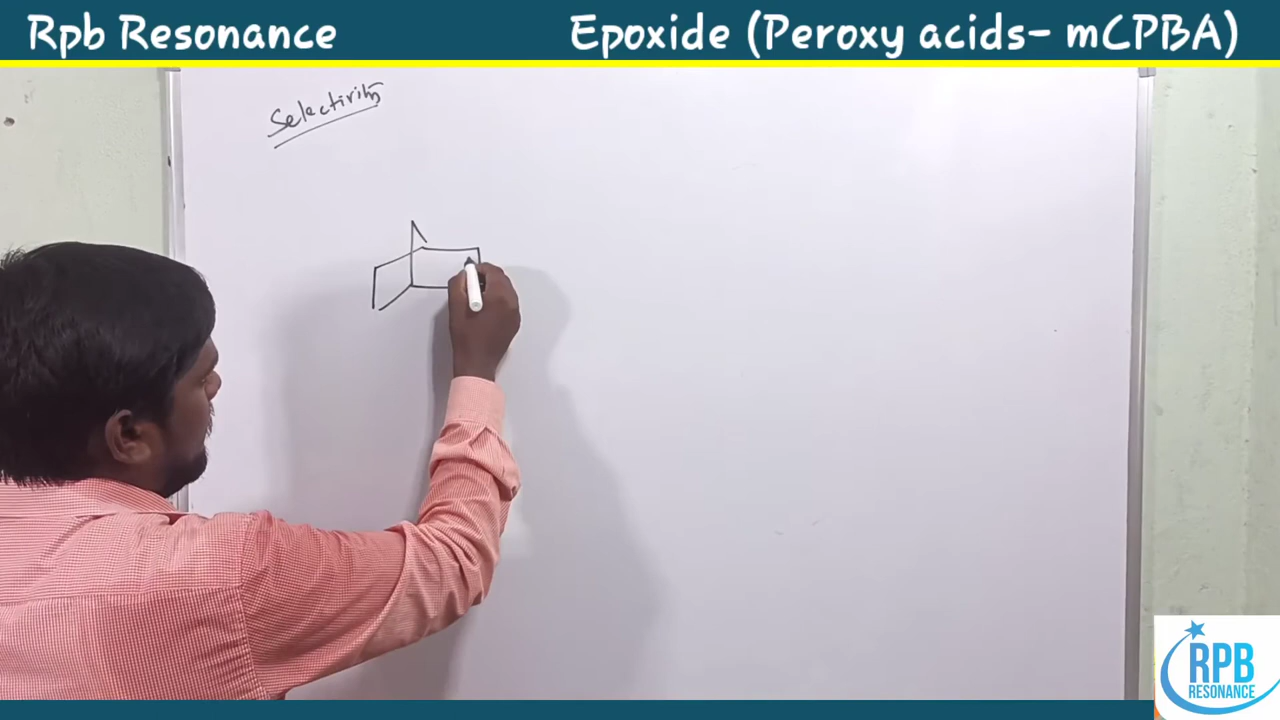 Rpb Resonance
Epoxide (Peroxy acids- mCPBA)
Selectivity
RPB
RESONANCE